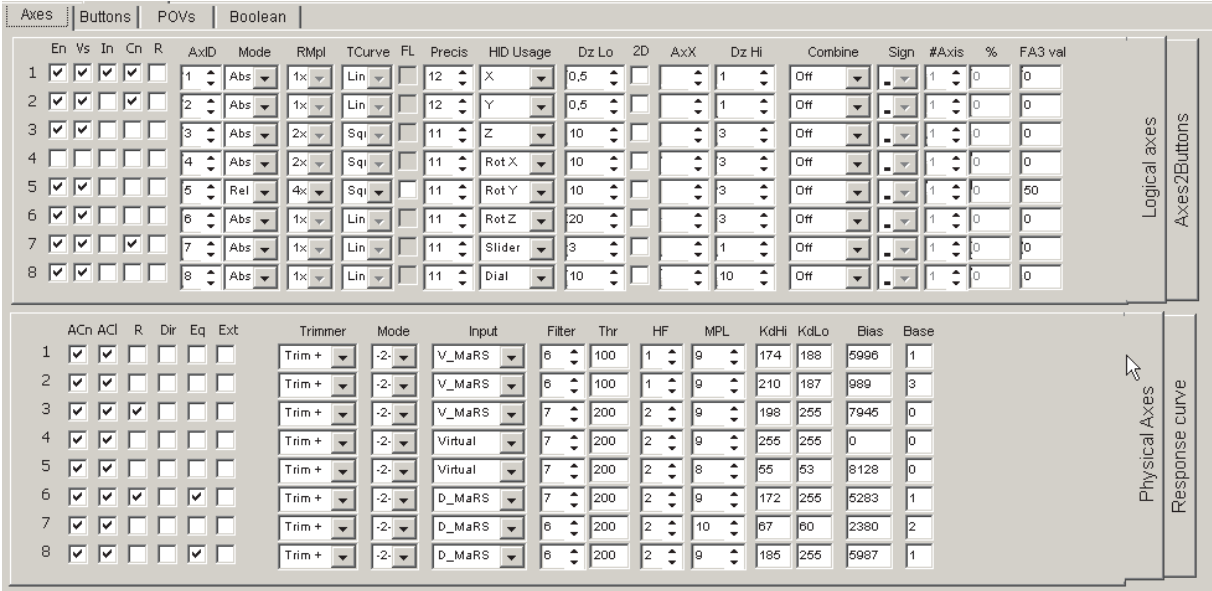 Axes Buttons POVs Boolean
En Vs In Cn R AxID Mode RMpl TCurve FL Precis HID Usage Dz Lo 2D AxX Dz Hi Combine Sign #Axis % FA3 val
1 1 Abs 1x Lin 12 X 0,5 1 Off - 1 0 0
2 2 Abs 1x Lin 12 Y 0,5 1 Off - 1 0 0
3 3 Abs 2x Sqr 11 Z 10 3 Off - 1 0 0
4 4 Abs 2x Sqr 11 Rot X 10 3 Off - 1 0 0
5 5 Rel 4x Sqr 11 Rot Y 10 3 Off - 1 0 50
6 6 Abs 1x Lin 11 Rot Z 20 3 Off - 1 0 0
7 7 Abs 1x Lin 11 Slider 3 1 Off - 1 0 0
8 8 Abs 1x Lin 11 Dial 10 10 Off - 1 0 0
Logical axes
Axes2Buttons
ACn ACl R Dir Eq Ext Trimmer Mode Input Filter Thr HF MPL KdHi KdLo Bias Base
1 Trim + -2- V_MaRS 6 100 1 9 174 188 5996 1
2 Trim + -2- V_MaRS 6 100 1 9 210 187 989 3
3 Trim + -2- V_MaRS 7 200 2 9 198 255 7945 0
4 Trim + -2- Virtual 7 200 2 9 255 255 0 0
5 Trim + -2- Virtual 7 200 2 8 55 53 8128 0
6 Trim + -2- D_MaRS 7 200 2 9 172 255 5283 1
7 Trim + -2- D_MaRS 6 200 2 10 67 60 2380 2
8 Trim + -2- D_MaRS 6 200 2 9 185 255 5987 1
Physical Axes
Response curve